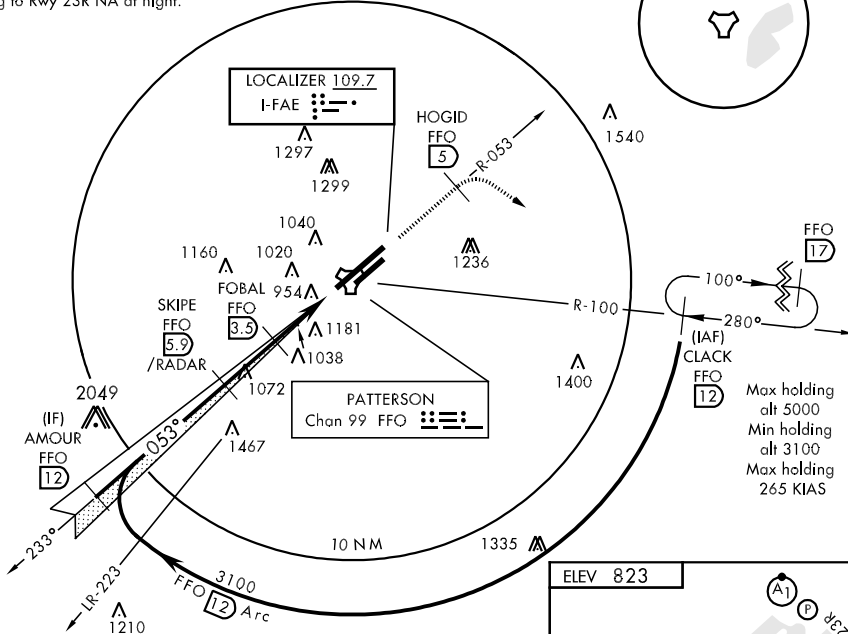 g to Rwy 23R NA at night.
LOCALIZER 109.7
I-FAE
HOGID
FFO
5
R-053
1540
1297
1299
1040
1160
1020
954
1236
FFO
17
100°
280°
R-100
SKIPE
FFO
5.9
/RADAR
FOBAL
FFO
3.5
1181
1038
1072
(IAF)
CLACK
FFO
12
1400
2049
(IF)
AMOUR
FFO
12
053°
1467
PATTERSON
Chan 99 FFO
Max holding
alt 5000
Min holding
alt 3100
Max holding
265 KIAS
233°
LR-223
10 NM
1335
3100
FFO 12 Arc
1210
ELEV 823
A1
P
23R